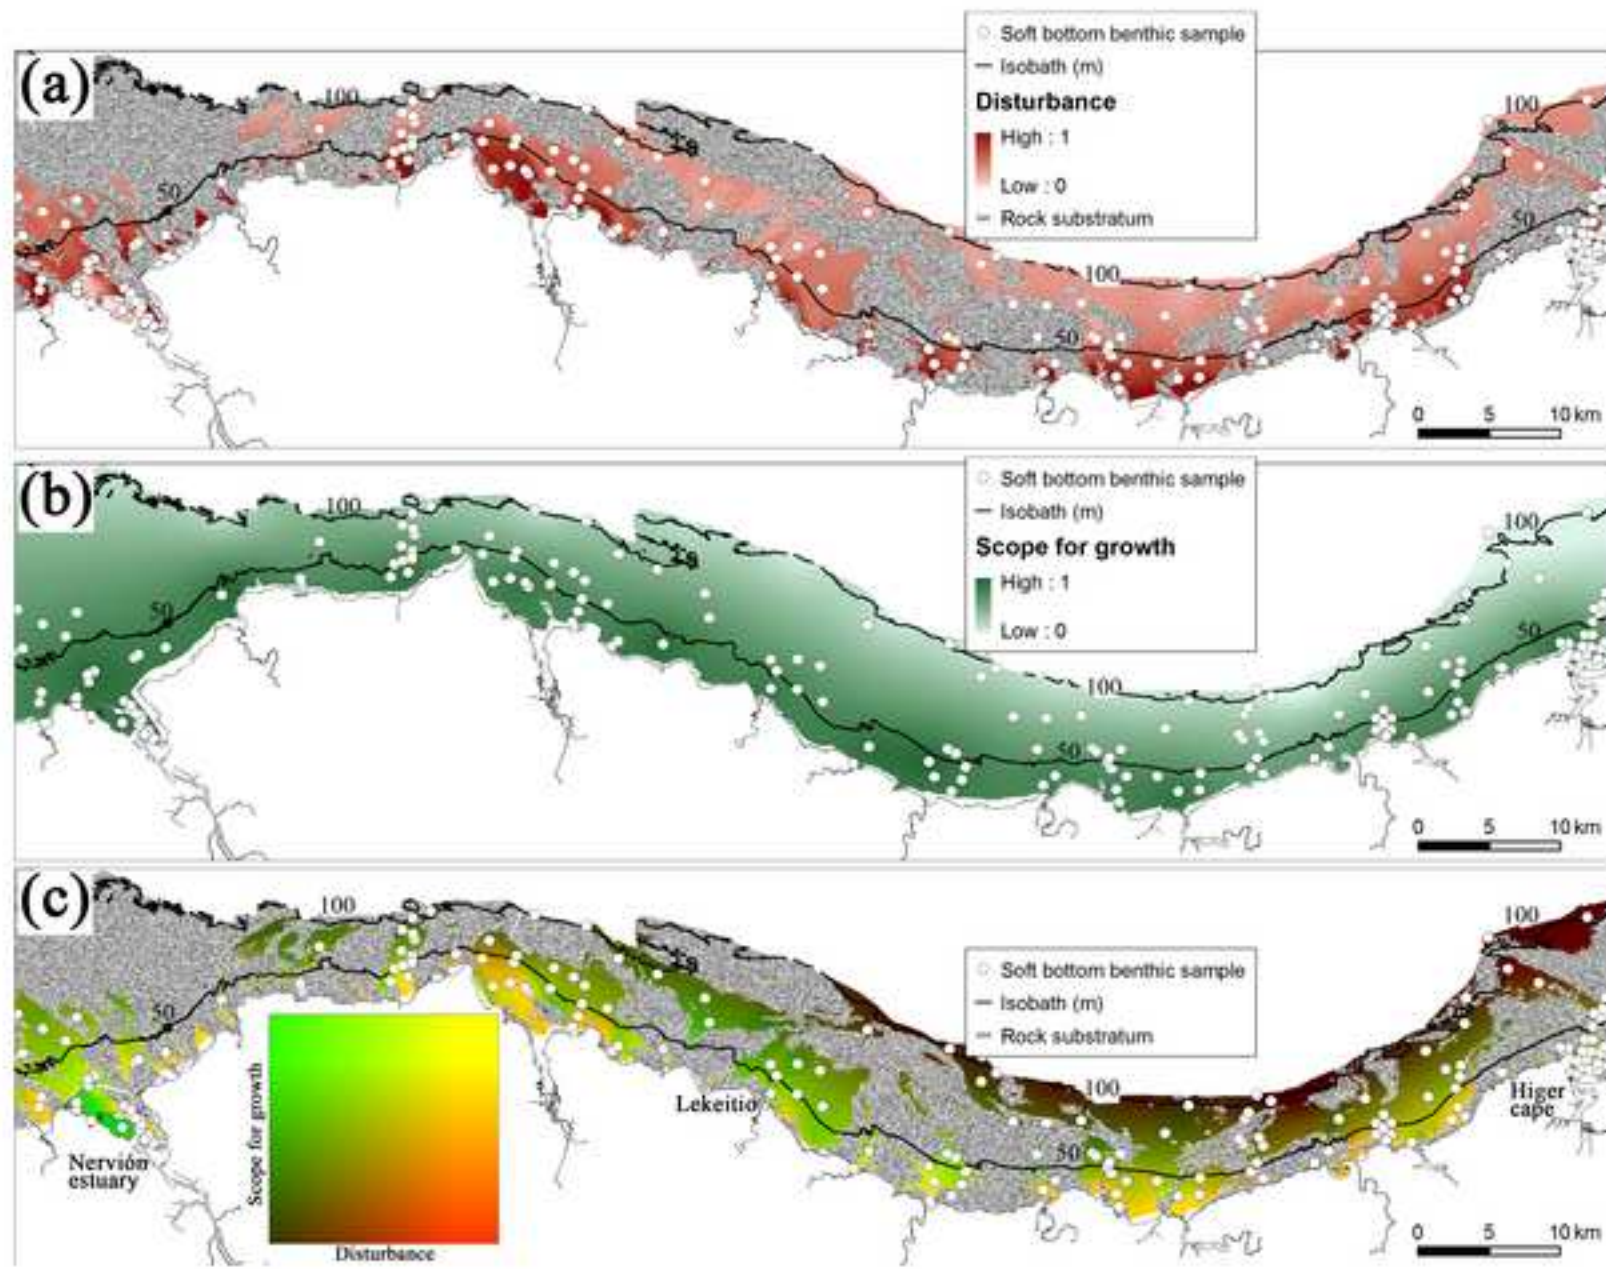 (a)
Soft bottom benthic sample
Isobath (m)
Disturbance
High : 1
Low : 0
Rock substratum
100
50
100
50
100
50
0 5 10 km
(b)
Soft bottom benthic sample
Isobath (m)
Scope for growth
High : 1
Low : 0
100
50
100
50
100
50
0 5 10 km
(c)
Soft bottom benthic sample
Isobath (m)
Rock substratum
100
50
100
50
100
Lekeitio
Higer
cape
Nervión
estuary
Scope for growth
Disturbance
0 5 10 km